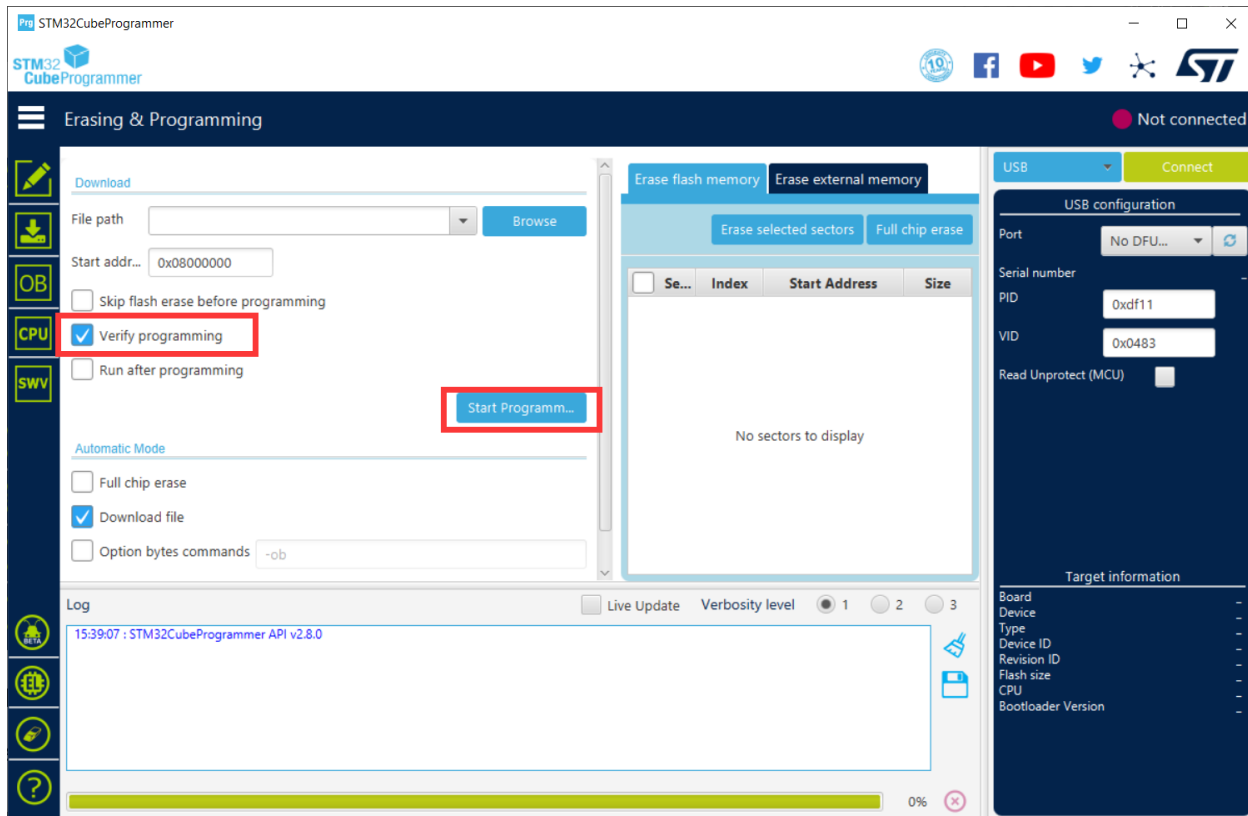 Prg STM32CubeProgrammer
STM32
CubeProgrammer
Erasing & Programming
Not connected
Download
File path
Browse
Start addr... 0x08000000
Skip flash erase before programming
Verify programming
Run after programming
Start Programm...
Automatic Mode
Full chip erase
Download file
Option bytes commands -ob
OB
CPU
SWV
BETA
Erase flash memory Erase external memory
Erase selected sectors Full chip erase
Se... Index Start Address Size
No sectors to display
USB Connect
USB configuration
Port No DFU...
Serial number _
PID 0xdf11
VID 0x0483
Read Unprotect (MCU)
Target information
Board _
Device _
Type _
Device ID _
Revision ID _
Flash size _
CPU _
Bootloader Version _
Log Live Update Verbosity level 1 2 3
15:39:07 : STM32CubeProgrammer API v2.8.0
0%